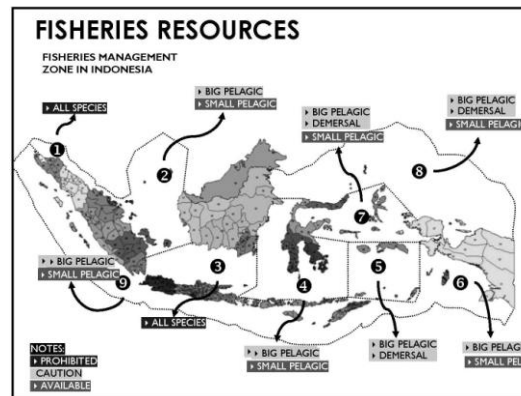 FISHERIES RESOURCES
FISHERIES MANAGEMENT
ZONE IN INDONESIA
BIG PELAGIC
SMALL PELAGIC
BIG PELAGIC
DEMERSAL
SMALL PELAGIC
BIG PELAGIC
DEMERSAL
SMALL PELAGIC
ALL SPECIES
1
2
8
7
BIG PELAGIC
SMALL PELAGIC
9
3
4
5
6
ALL SPECIES
BIG PELAGIC
SMALL PELAGIC
BIG PELAGIC
DEMERSAL
BIG PELAGIC
SMALL PEL
NOTES:
PROHIBITED
CAUTION
AVAILABLE